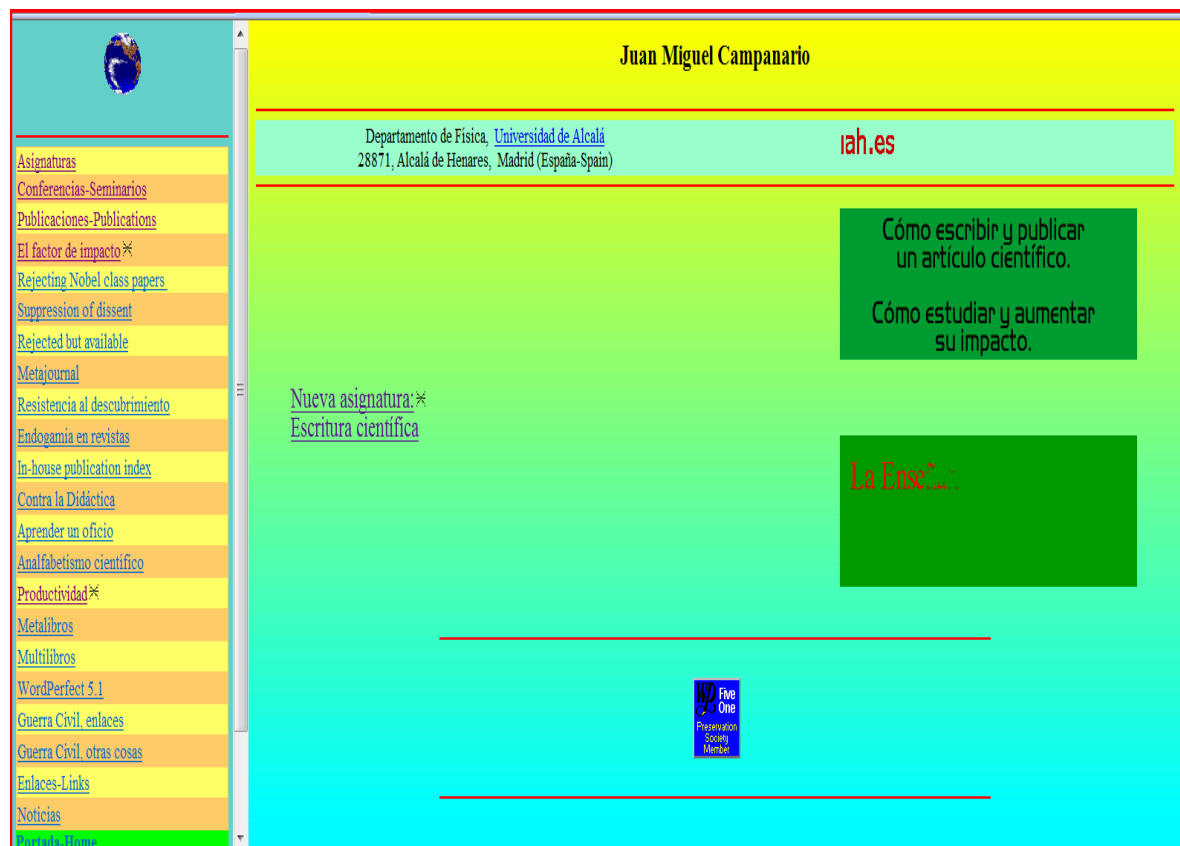 Juan Miguel Campanario
Departamento de Física, Universidad de Alcalá
28871, Alcalá de Henares, Madrid (España-Spain)
uah.es
Asignaturas
Conferencias-Seminarios
Publicaciones-Publications
El factor de impacto
Rejecting Nobel class papers
Suppression of dissent
Rejected but available
Metajournal
Resistencia al descubrimiento
Endogamia en revistas
In-house publication index
Contra la Didáctica
Aprender un oficio
Analfabetismo científico
Productividad
Metalibros
Multilibros
WordPerfect 5.1
Guerra Civil, enlaces
Guerra Civil, otras cosas
Enlaces-Links
Noticias
Portada-Home
Nueva asignatura:
Escritura científica
Cómo escribir y publicar
un artículo científico.
Cómo estudiar y aumentar
su impacto.
La
WP Five
One
Preservation
Society
Member